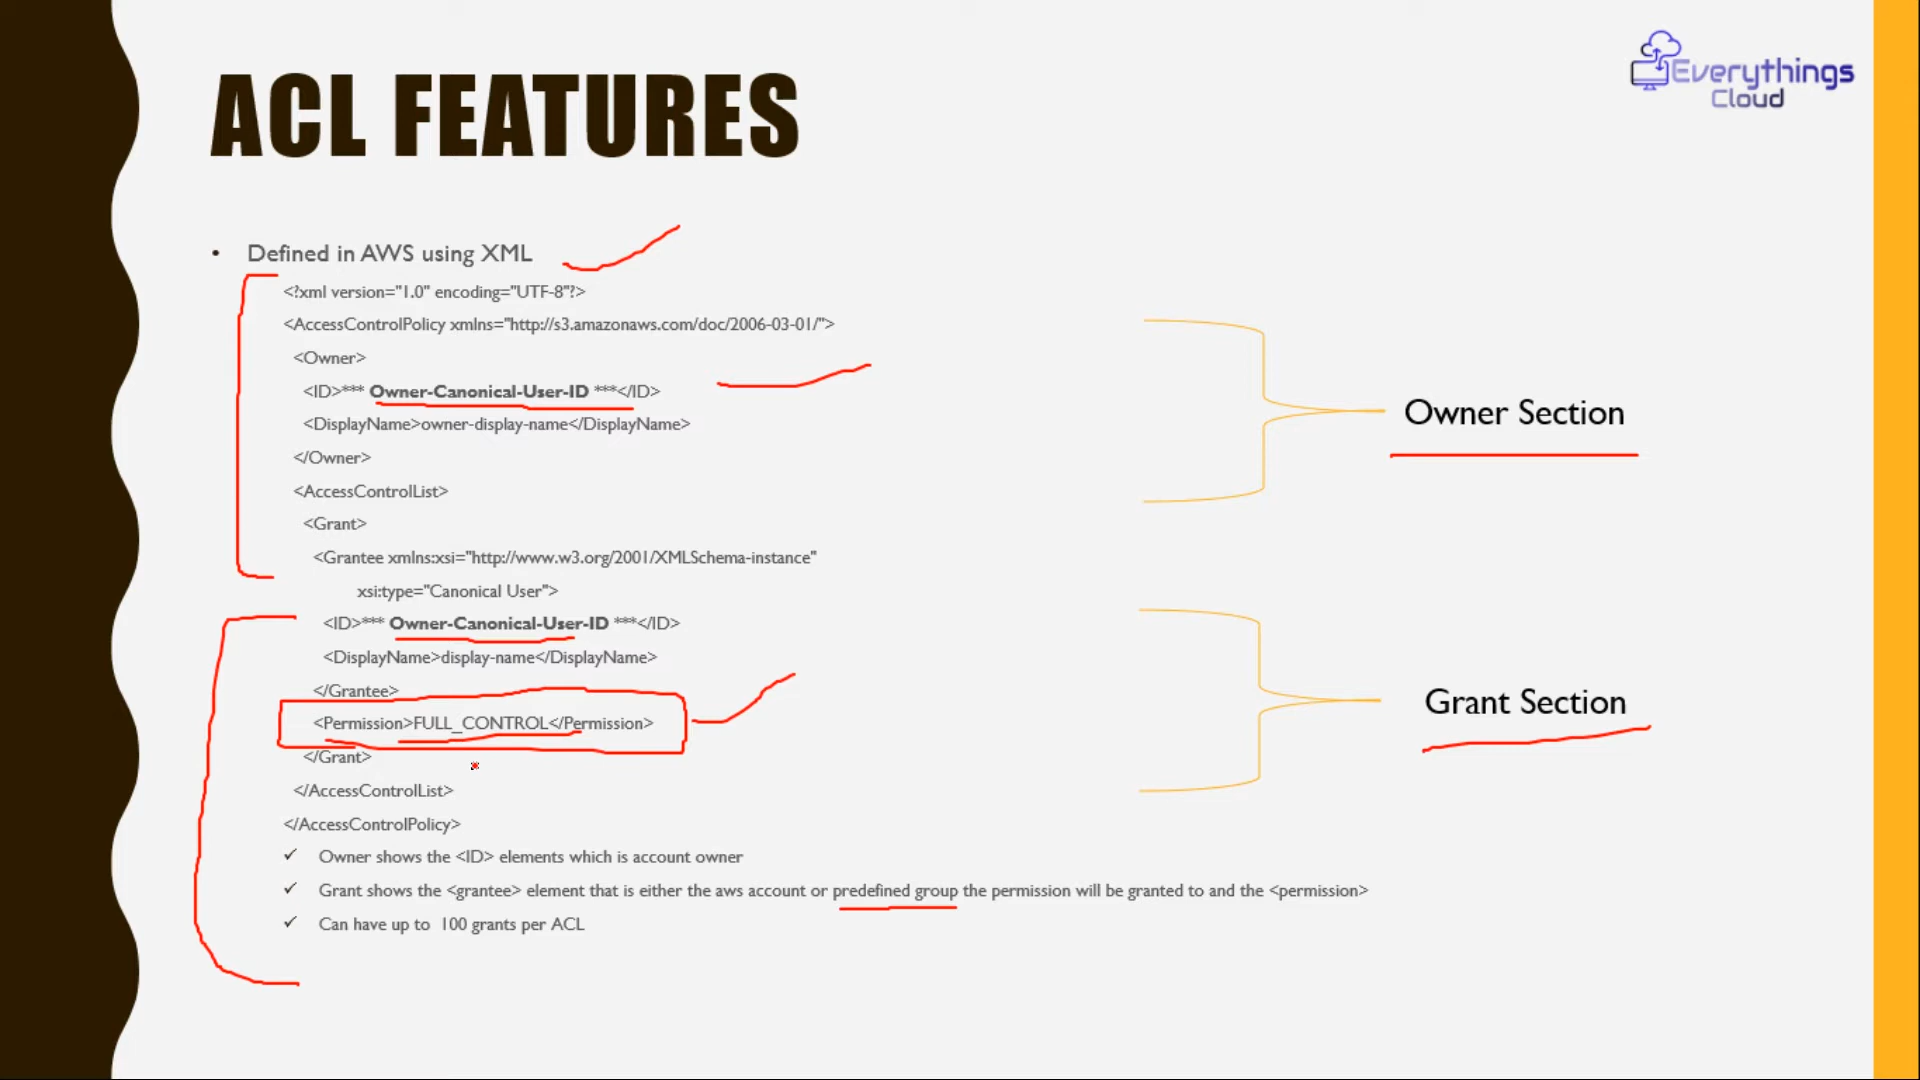 Everythings
Cloud
ACL FEATURES
• Defined in AWS using XML
<?xml version="1.0" encoding="UTF-8"?>
<AccessControlPolicy xmlns="http://s3.amazonaws.com/doc/2006-03-01/">
<Owner>
<ID>*** Owner-Canonical-User-ID ***</ID>
<DisplayName>owner-display-name</DisplayName>
</Owner>
<AccessControlList>
<Grant>
<Grantee xmlns:xsi="http://www.w3.org/2001/XMLSchema-instance"
xsi:type="Canonical User">
<ID>*** Owner-Canonical-User-ID ***</ID>
<DisplayName>display-name</DisplayName>
</Grantee>
<Permission>FULL_CONTROL</Permission>
</Grant>
</AccessControlList>
</AccessControlPolicy>
✓ Owner shows the <ID> elements which is account owner
✓ Grant shows the <grantee> element that is either the aws account or predefined group the permission will be granted to and the <permission>
✓ Can have up to 100 grants per ACL
Owner Section
Grant Section